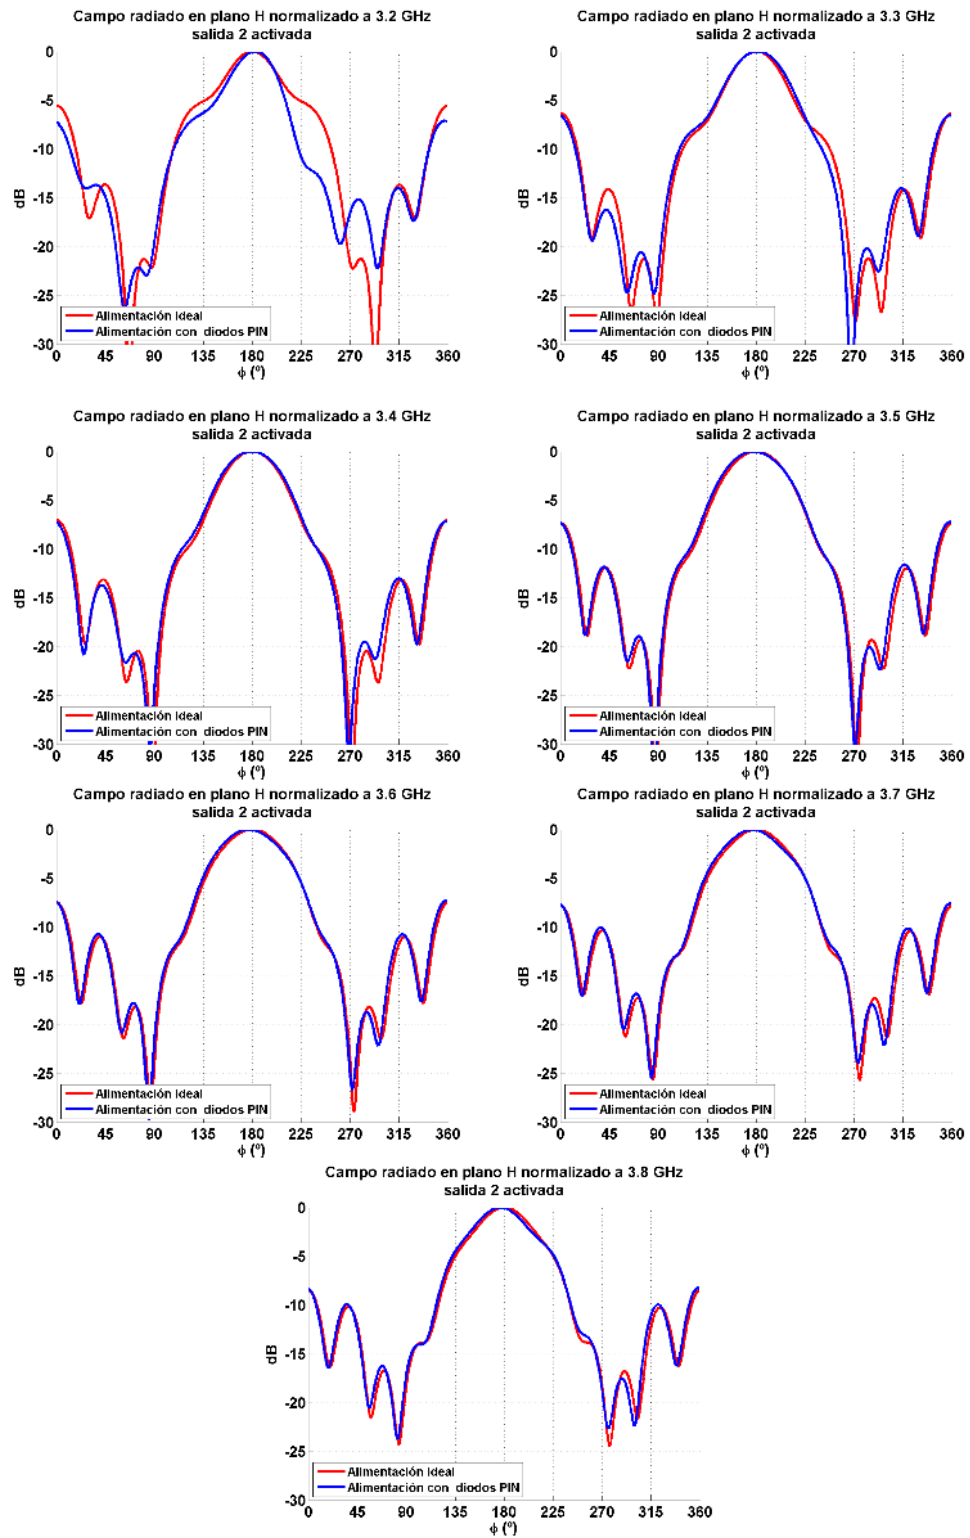 Campo radiado en plano H normalizado a 3.2 GHz
salida 2 activada
0
-5
-10
-15
-20
-25
-30
dB
Alimentación Ideal
Alimentación con diodos PIN
0 45 90 135 180 225 270 315 360
ϕ (º)
Campo radiado en plano H normalizado a 3.3 GHz
salida 2 activada
0
-5
-10
-15
-20
-25
-30
dB
Alimentación Ideal
Alimentación con diodos PIN
0 45 90 135 180 225 270 315 360
ϕ (º)
Campo radiado en plano H normalizado a 3.4 GHz
salida 2 activada
0
-5
-10
-15
-20
-25
-30
dB
Alimentación Ideal
Alimentación con diodos PIN
0 45 90 135 180 225 270 315 360
ϕ (º)
Campo radiado en plano H normalizado a 3.5 GHz
salida 2 activada
0
-5
-10
-15
-20
-25
-30
dB
Alimentación Ideal
Alimentación con diodos PIN
0 45 90 135 180 225 270 315 360
ϕ (º)
Campo radiado en plano H normalizado a 3.6 GHz
salida 2 activada
0
-5
-10
-15
-20
-25
-30
dB
Alimentación Ideal
Alimentación con diodos PIN
0 45 90 135 180 225 270 315 360
ϕ (º)
Campo radiado en plano H normalizado a 3.7 GHz
salida 2 activada
0
-5
-10
-15
-20
-25
-30
dB
Alimentación Ideal
Alimentación con diodos PIN
0 45 90 135 180 225 270 315 360
ϕ (º)
Campo radiado en plano H normalizado a 3.8 GHz
salida 2 activada
0
-5
-10
-15
-20
-25
-30
dB
Alimentación Ideal
Alimentación con diodos PIN
0 45 90 135 180 225 270 315 360
ϕ (º)